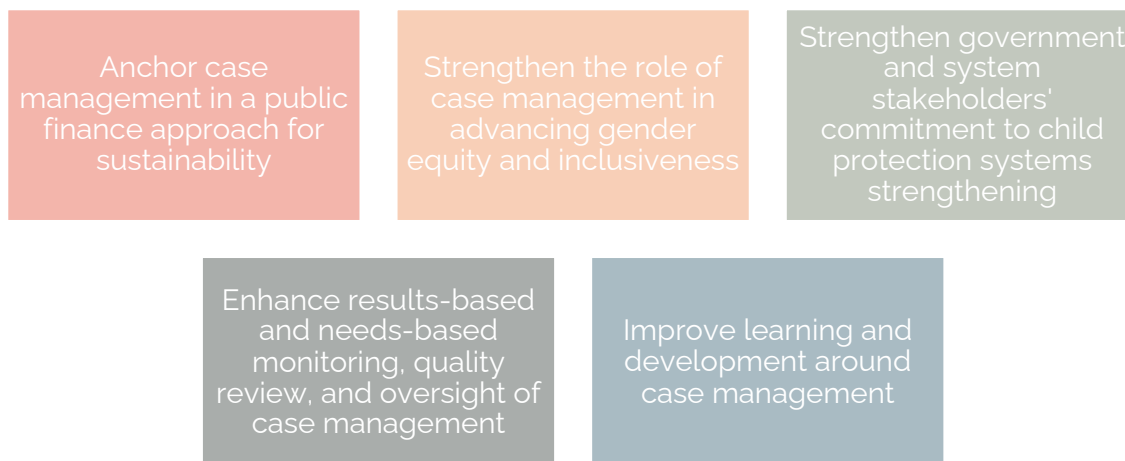 Anchor case
management in a public
finance approach for
sustainability
Strengthen the role of
case management in
advancing gender
equity and inclusiveness
Strengthen government
and system
stakeholders'
commitment to child
protection systems
strengthening
Enhance results-based
and needs-based
monitoring, quality
review, and oversight of
case management
Improve learning and
development around
case management